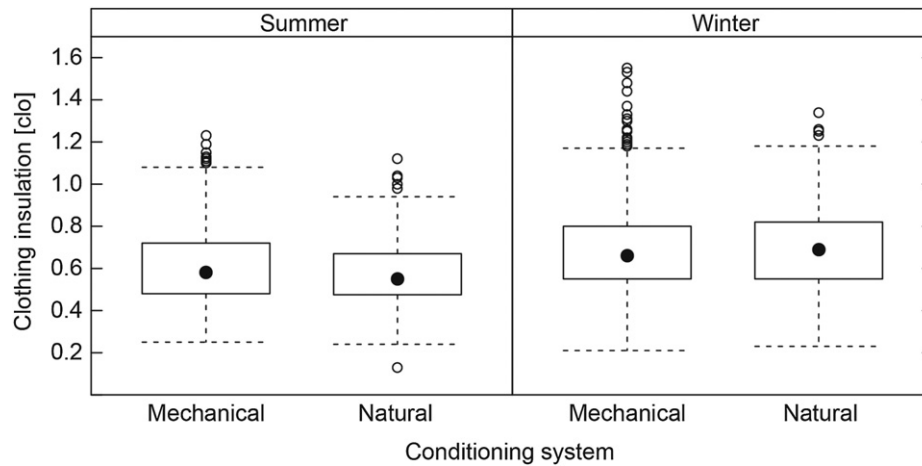 Summer Winter
Clothing insulation [clo]
1.6
1.4
1.2
1.0
0.8
0.6
0.4
0.2
Mechanical Natural Mechanical Natural
Conditioning system